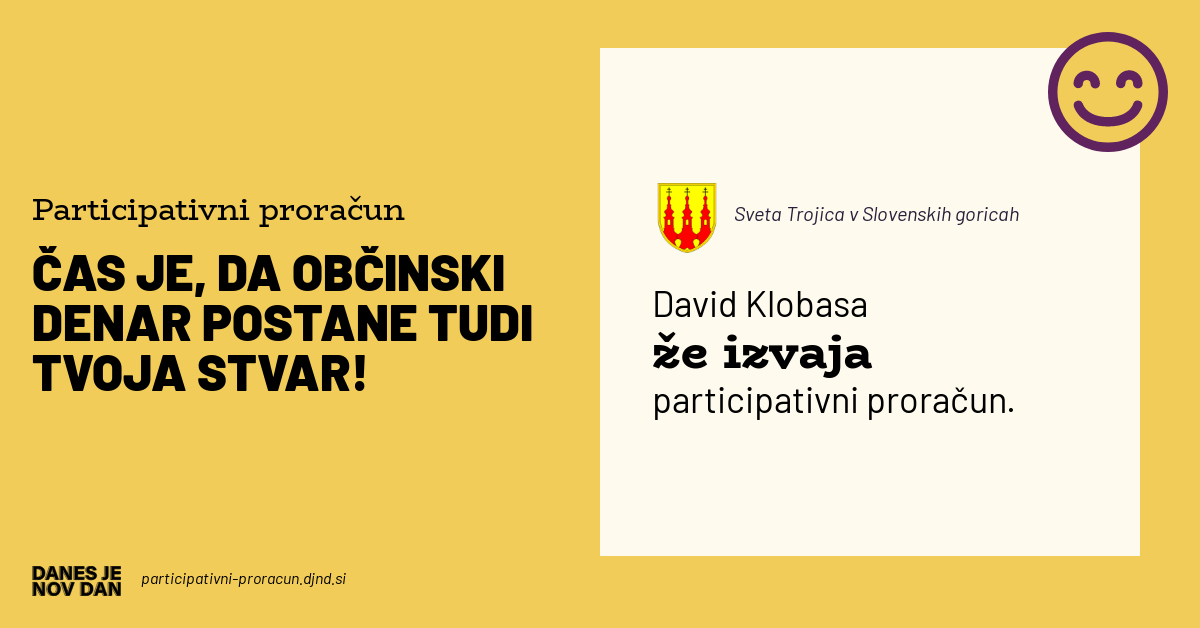 Participativni proračun
ČAS JE, DA OBČINSKI
DENAR POSTANE TUDI
TVOJA STVAR!
Sveta Trojica v Slovenskih goricah
David Klobasa
že izvaja
participativni proračun.
DANES JE
NOV DAN
participativni-proracun.djnd.si